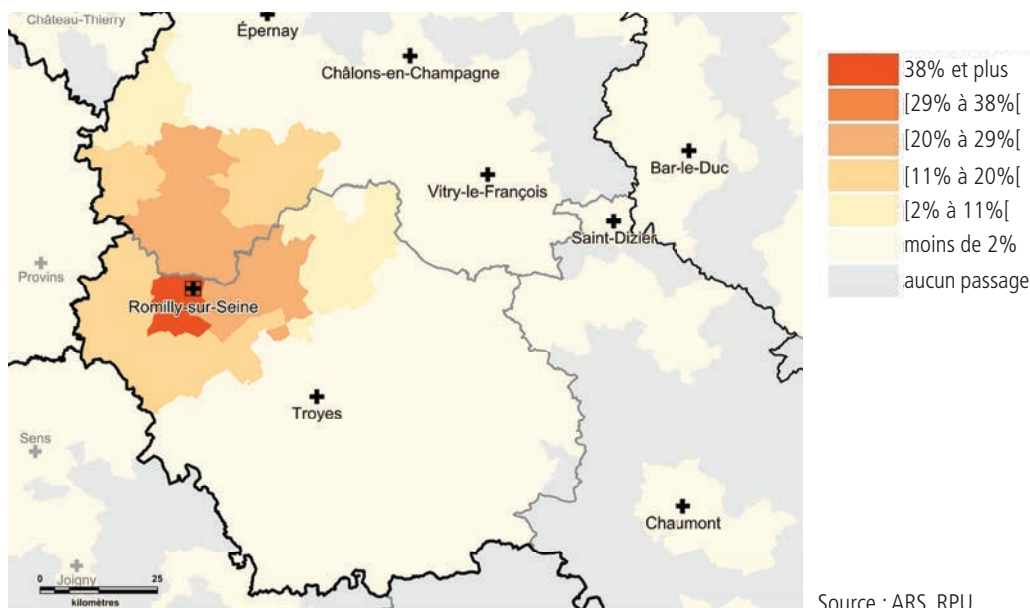 Château-Thierry
Épernay
Châlons-en-Champagne
Vitry-le-François
Bar-le-Duc
Saint-Dizier
Provins
Romilly-sur-Seine
Troyes
Sens
Chaumont
Joigny
0 25
kilomètres
38% et plus
[29% à 38%[
[20% à 29%[
[11% à 20%[
[2% à 11%[
moins de 2%
aucun passage
Source : ARS, RPU